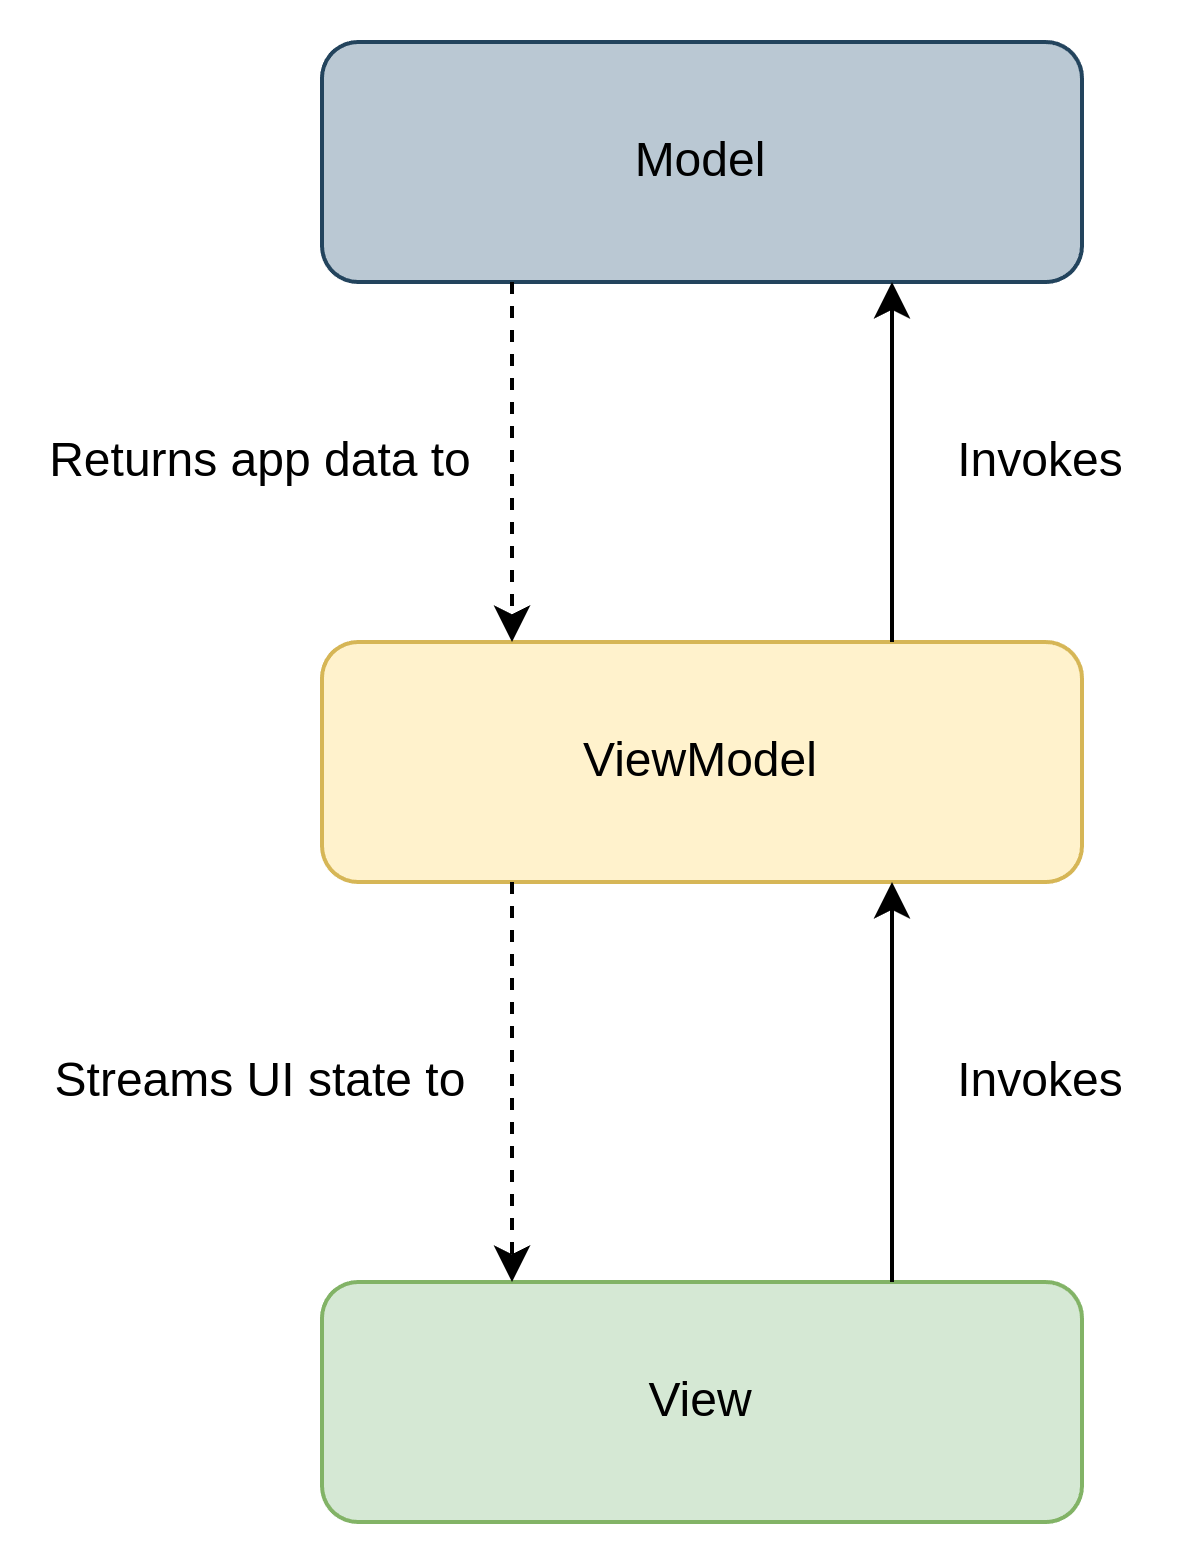 Model
Returns app data to
Invokes
ViewModel
Streams UI state to
Invokes
View